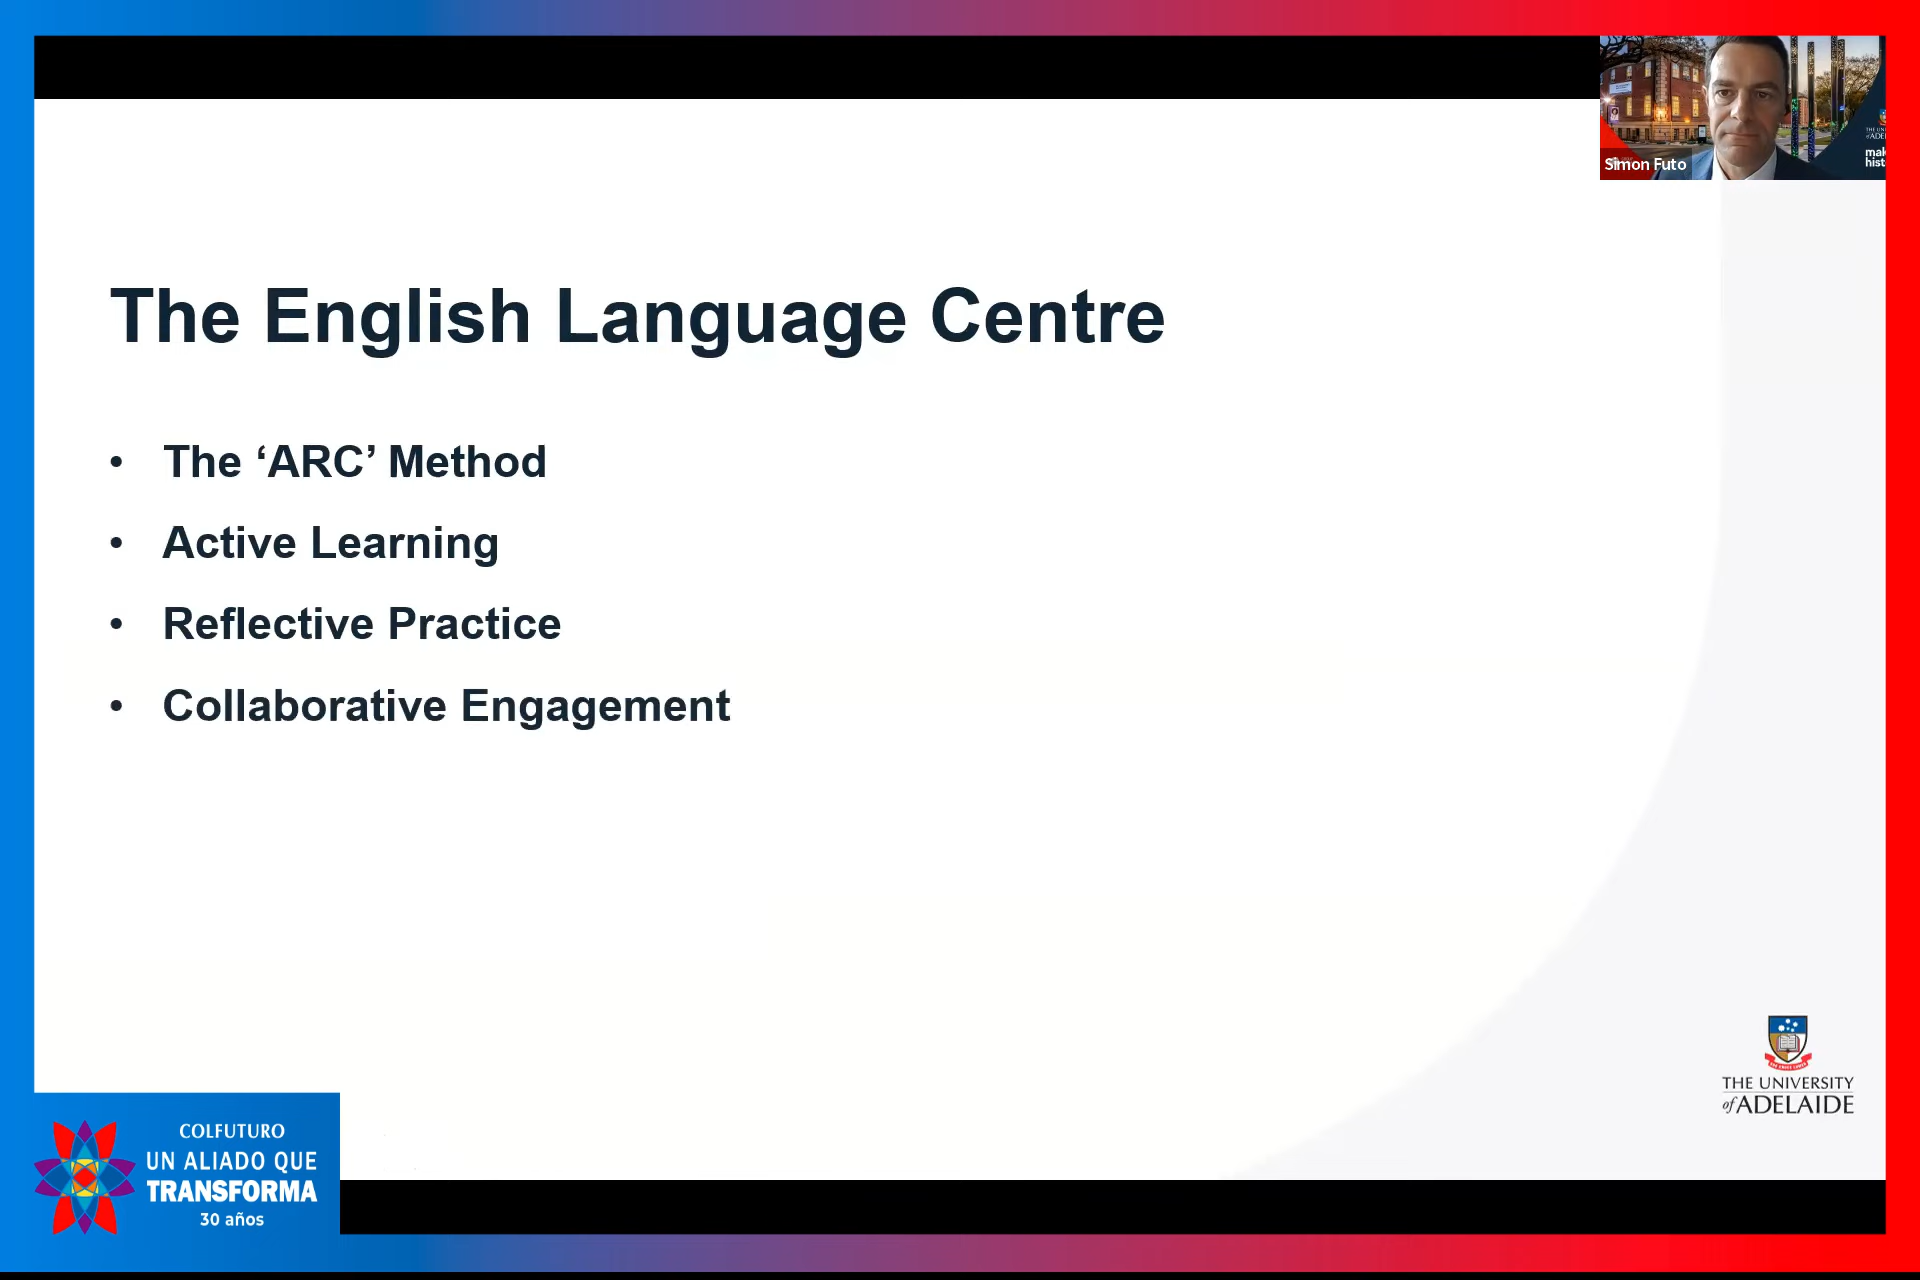 Simon Futo
The English Language Centre
• The ‘ARC’ Method
• Active Learning
• Reflective Practice
• Collaborative Engagement
THE UNIVERSITY
of ADELAIDE
COLFUTURO
UN ALIADO QUE
TRANSFORMA
30 años